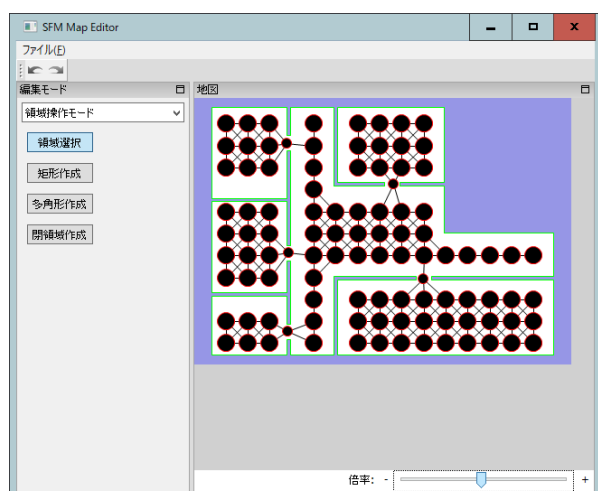 SFM Map Editor
ファイル(F)
編集モード
地図
領域操作モード
領域選択
矩形作成
多角形作成
閉領域作成
倍率: - +